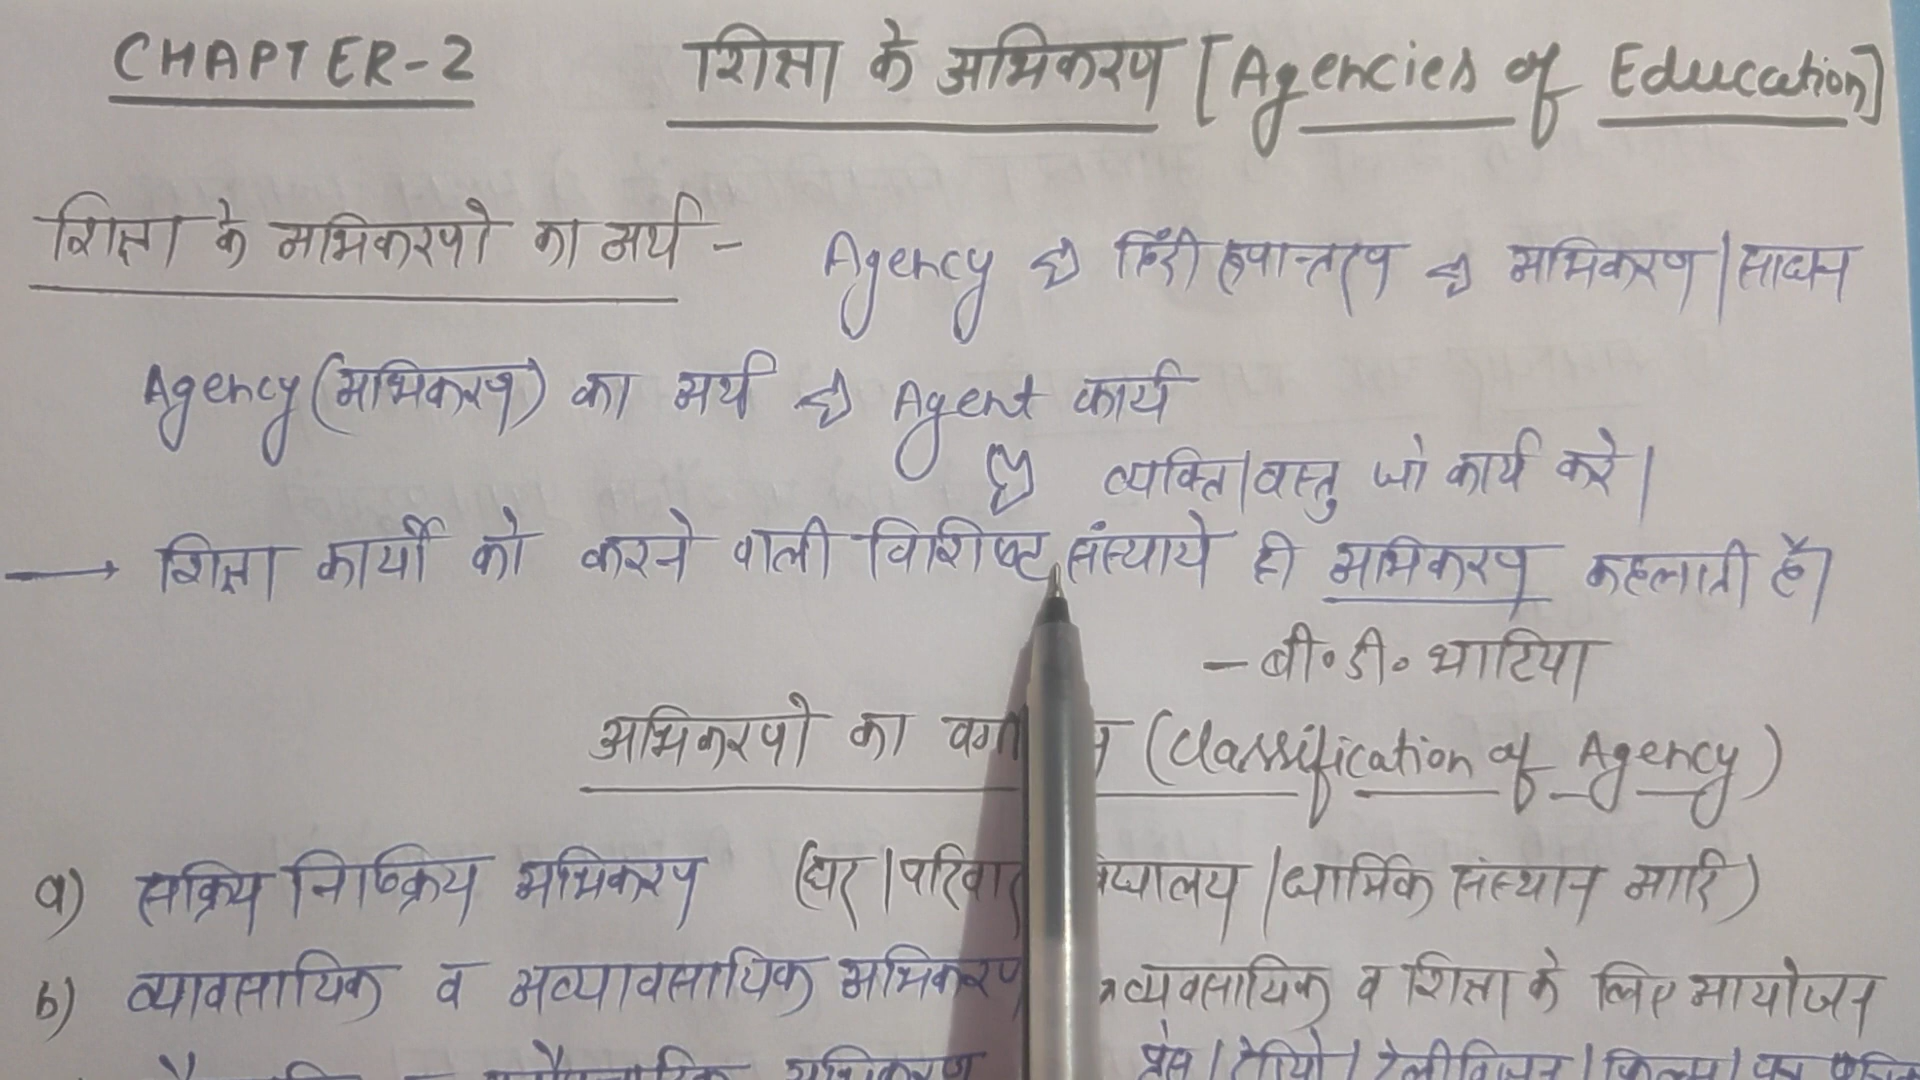 CHAPTER-2 शिक्षा के अभिकरण [Agencies of Education]
शिक्षा के अभिकरणो का अर्थ - Agency ⇒ हिंदी रूपान्तरण ⇒ अभिकरण/साधन
Agency (अभिकरण) का अर्थ ⇒ Agent कार्य
⇒ व्यक्ति/वस्तु जो कार्य करे।
→ शिक्षा कार्यो को करने वाली विशिष्ट संस्थाये ही अभिकरण कहलाती है।
- बी॰ डी॰ भाटिया
अभिकरणो का (Classification of Agency)
a) सक्रिय निष्क्रिय अभिकरण (घर/परिवार /धार्मिक संस्थान आदि)
b) व्यावसायिक व अव्यावसायिक अभिकरण व शिक्षा के लिए आयोजन
प्रेस/रेडियो/टेलीविजन/फिल्म/